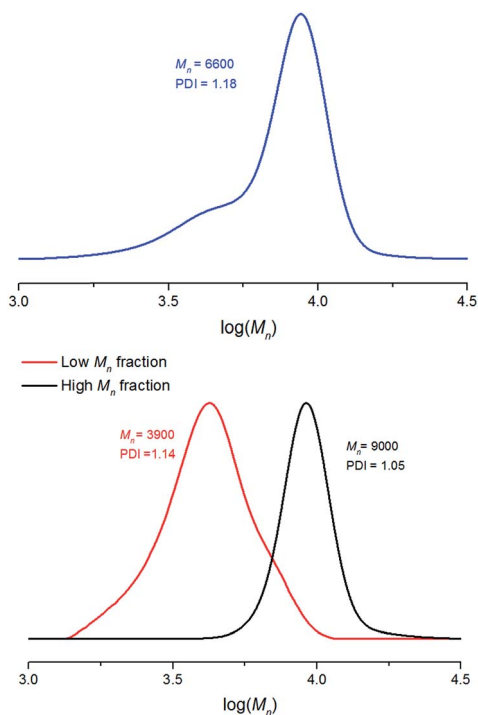 Mn = 6600
PDI = 1.18
3.0 3.5 4.0 4.5
log(Mn)
Low Mn fraction
High Mn fraction
Mn = 3900
PDI =1.14
Mn = 9000
PDI = 1.05
3.0 3.5 4.0 4.5
log(Mn)